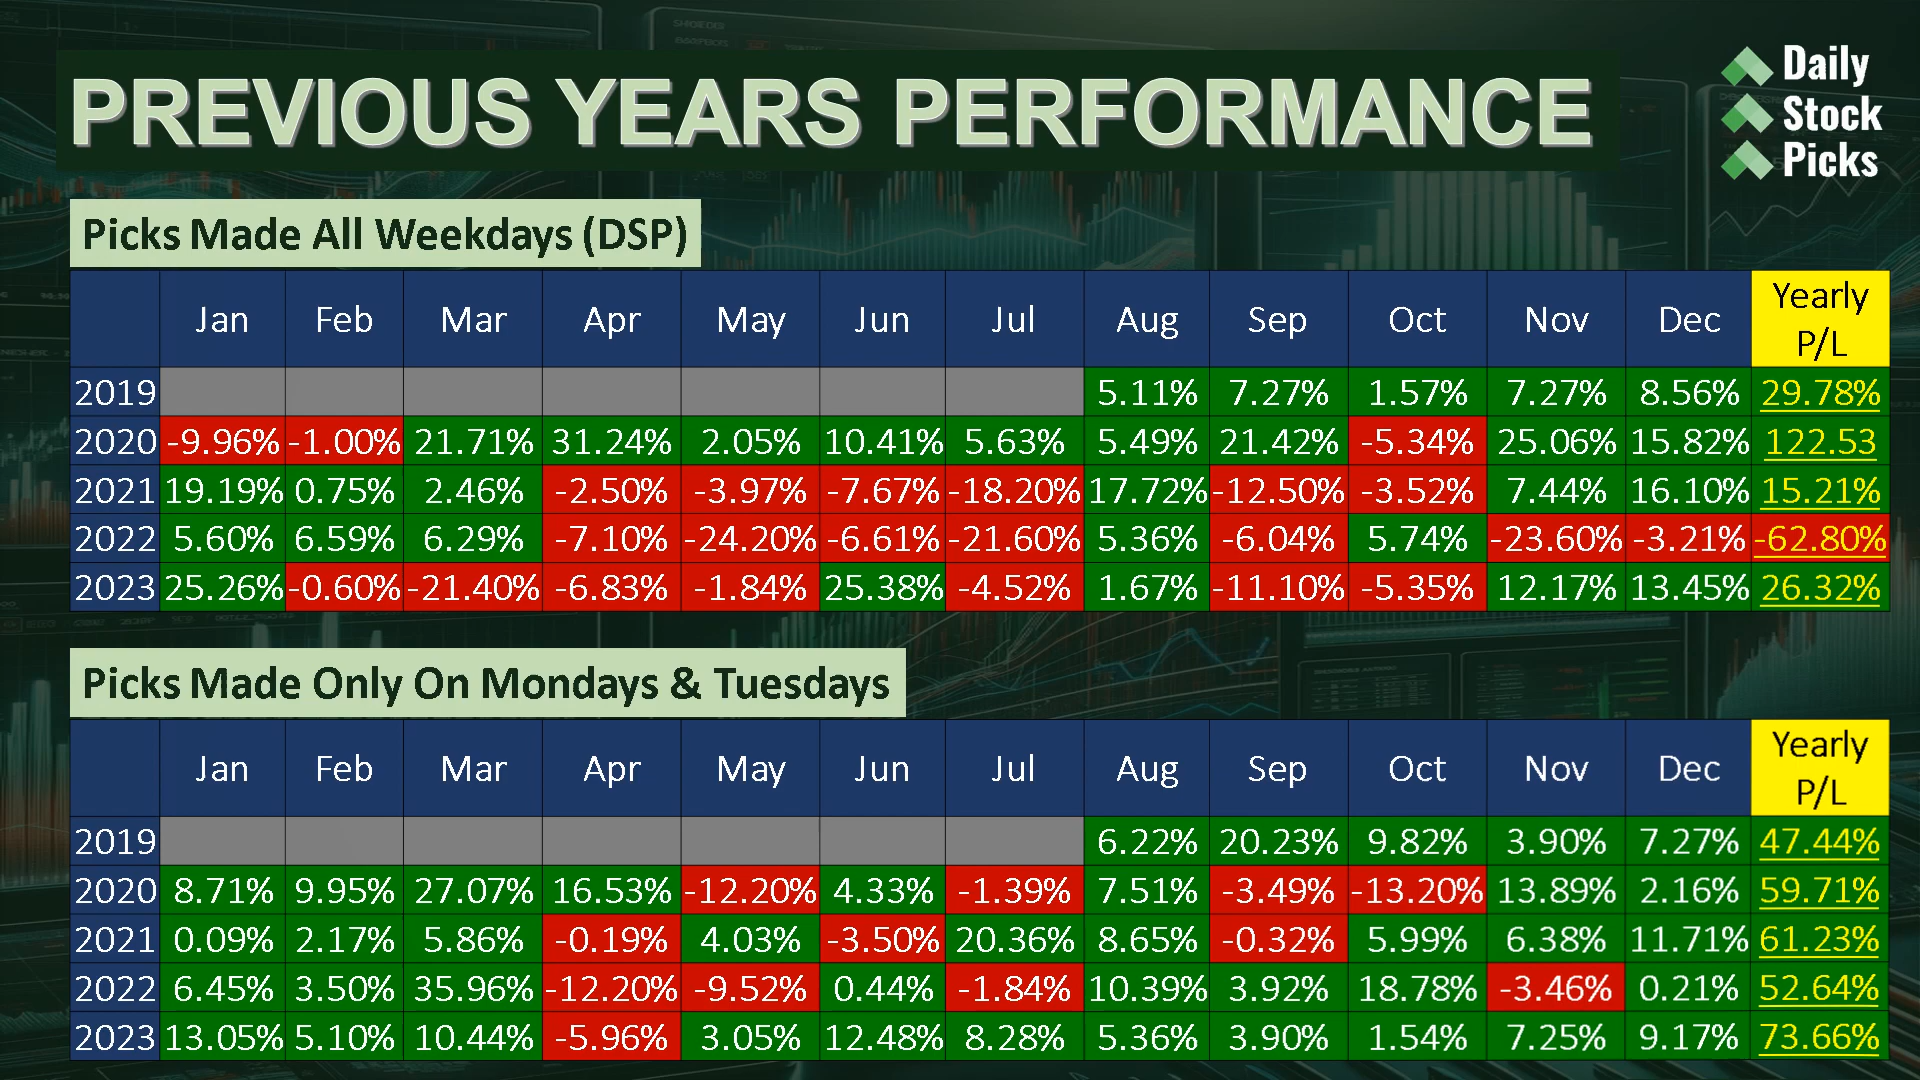 PREVIOUS YEARS PERFORMANCE
Daily
Stock
Picks
Picks Made All Weekdays (DSP)
Jan Feb Mar Apr May Jun Jul Aug Sep Oct Nov Dec Yearly P/L
2019 5.11% 7.27% 1.57% 7.27% 8.56% 29.78%
2020 -9.96% -1.00% 21.71% 31.24% 2.05% 10.41% 5.63% 5.49% 21.42% -5.34% 25.06% 15.82% 122.53
2021 19.19% 0.75% 2.46% -2.50% -3.97% -7.67% -18.20% 17.72% -12.50% -3.52% 7.44% 16.10% 15.21%
2022 5.60% 6.59% 6.29% -7.10% -24.20% -6.61% -21.60% 5.36% -6.04% 5.74% -23.60% -3.21% -62.80%
2023 25.26% -0.60% -21.40% -6.83% -1.84% 25.38% -4.52% 1.67% -11.10% -5.35% 12.17% 13.45% 26.32%
Picks Made Only On Mondays & Tuesdays
Jan Feb Mar Apr May Jun Jul Aug Sep Oct Nov Dec Yearly P/L
2019 6.22% 20.23% 9.82% 3.90% 7.27% 47.44%
2020 8.71% 9.95% 27.07% 16.53% -12.20% 4.33% -1.39% 7.51% -3.49% -13.20% 13.89% 2.16% 59.71%
2021 0.09% 2.17% 5.86% -0.19% 4.03% -3.50% 20.36% 8.65% -0.32% 5.99% 6.38% 11.71% 61.23%
2022 6.45% 3.50% 35.96% -12.20% -9.52% 0.44% -1.84% 10.39% 3.92% 18.78% -3.46% 0.21% 52.64%
2023 13.05% 5.10% 10.44% -5.96% 3.05% 12.48% 8.28% 5.36% 3.90% 1.54% 7.25% 9.17% 73.66%